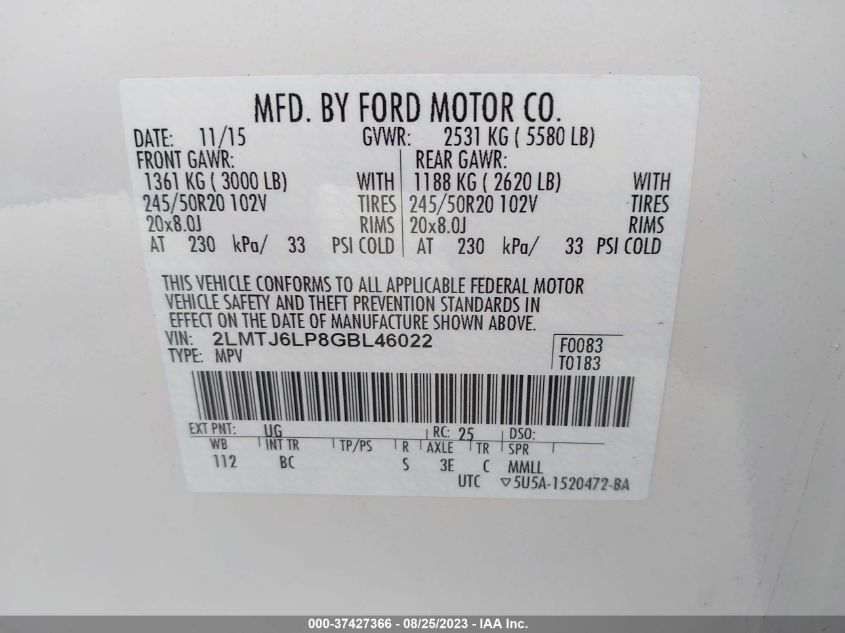 MFD. BY FORD MOTOR CO.
DATE: 11/15 GVWR: 2531 KG ( 5580 LB)
FRONT GAWR: REAR GAWR:
1361 KG ( 3000 LB) WITH 1188 KG ( 2620 LB) WITH
245/50R20 102V TIRES 245/50R20 102V TIRES
20x8.0J RIMS 20x8.0J RIMS
AT 230 kPa/ 33 PSI COLD AT 230 kPa/ 33 PSI COLD
THIS VEHICLE CONFORMS TO ALL APPLICABLE FEDERAL MOTOR
VEHICLE SAFETY AND THEFT PREVENTION STANDARDS IN
EFFECT ON THE DATE OF MANUFACTURE SHOWN ABOVE.
VIN: 2LMTJ6LP8GBL46022 F0083
TYPE: MPV T0183
EXT PNT: UG RC: 25 DSO:
WB INT TR TP/PS R AXLE TR SPR
112 BC S 3E C MMLL
UTC ▽5U5A-1520472-BA
000-37427366 - 08/25/2023 - IAAI.com - Copyright 2023 IAA, Inc.